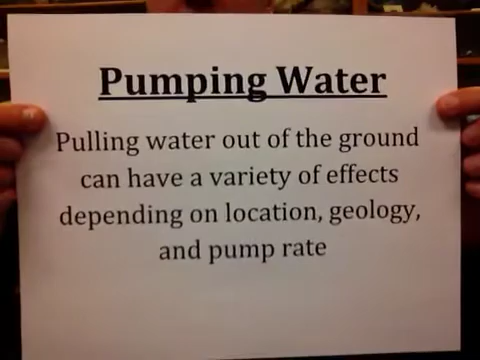 Pumping Water
Pulling water out of the ground
can have a variety of effects
depending on location, geology,
and pump rate